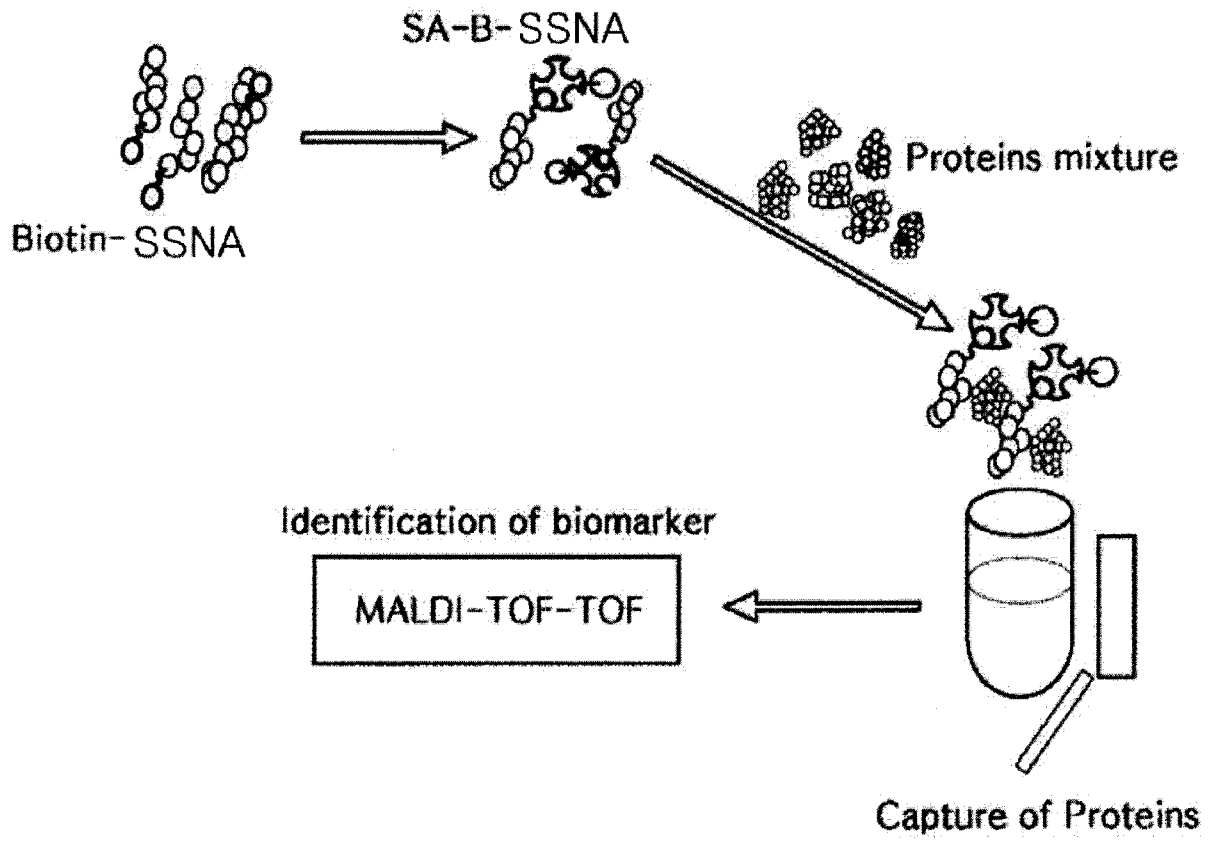 SA-B-SSNA
Proteins mixture
Biotin-SSNA
Identification of biomarker
MALDI-TOF-TOF
Capture of Proteins